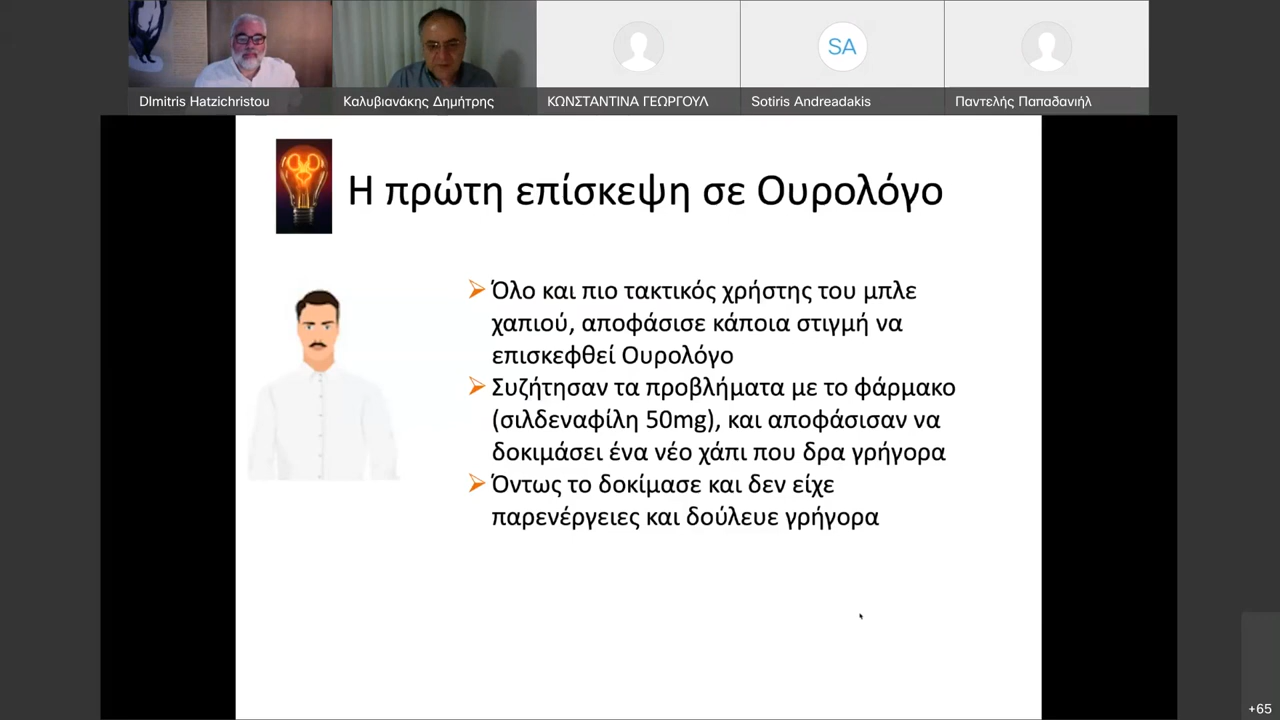 DImitris Hatzichristou
Καλυβιανάκης Δημήτρης
ΚΩΝΣΤΑΝΤΙΝΑ ΓΕΩΡΓΟΥΛ
SA
Sotiris Andreadakis
Παντελής Παπαδανιήλ
Η πρώτη επίσκεψη σε Ουρολόγο
Όλο και πιο τακτικός χρήστης του μπλε
χαπιού, αποφάσισε κάποια στιγμή να
επισκεφθεί Ουρολόγο
Συζήτησαν τα προβλήματα με το φάρμακο
(σιλδεναφίλη 50mg), και αποφάσισαν να
δοκιμάσει ένα νέο χάπι που δρα γρήγορα
Όντως το δοκίμασε και δεν είχε
παρενέργειες και δούλευε γρήγορα
+65